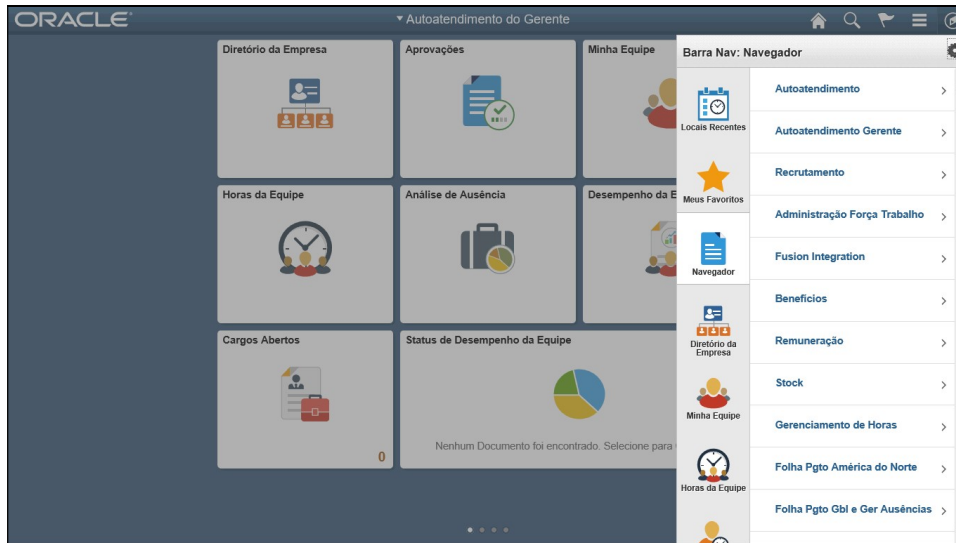 ORACLE
Autoatendimento do Gerente
Diretório da Empresa
Aprovações
Minha Equipe
Horas da Equipe
Análise de Ausência
Desempenho da E
Cargos Abertos
0
Status de Desempenho da Equipe
Nenhum Documento foi encontrado. Selecione para
Barra Nav: Navegador
Locais Recentes
Meus Favoritos
Navegador
Diretório da
Empresa
Minha Equipe
Horas da Equipe
Autoatendimento
Autoatendimento Gerente
Recrutamento
Administração Força Trabalho
Fusion Integration
Benefícios
Remuneração
Stock
Gerenciamento de Horas
Folha Pgto América do Norte
Folha Pgto Gbl e Ger Ausências